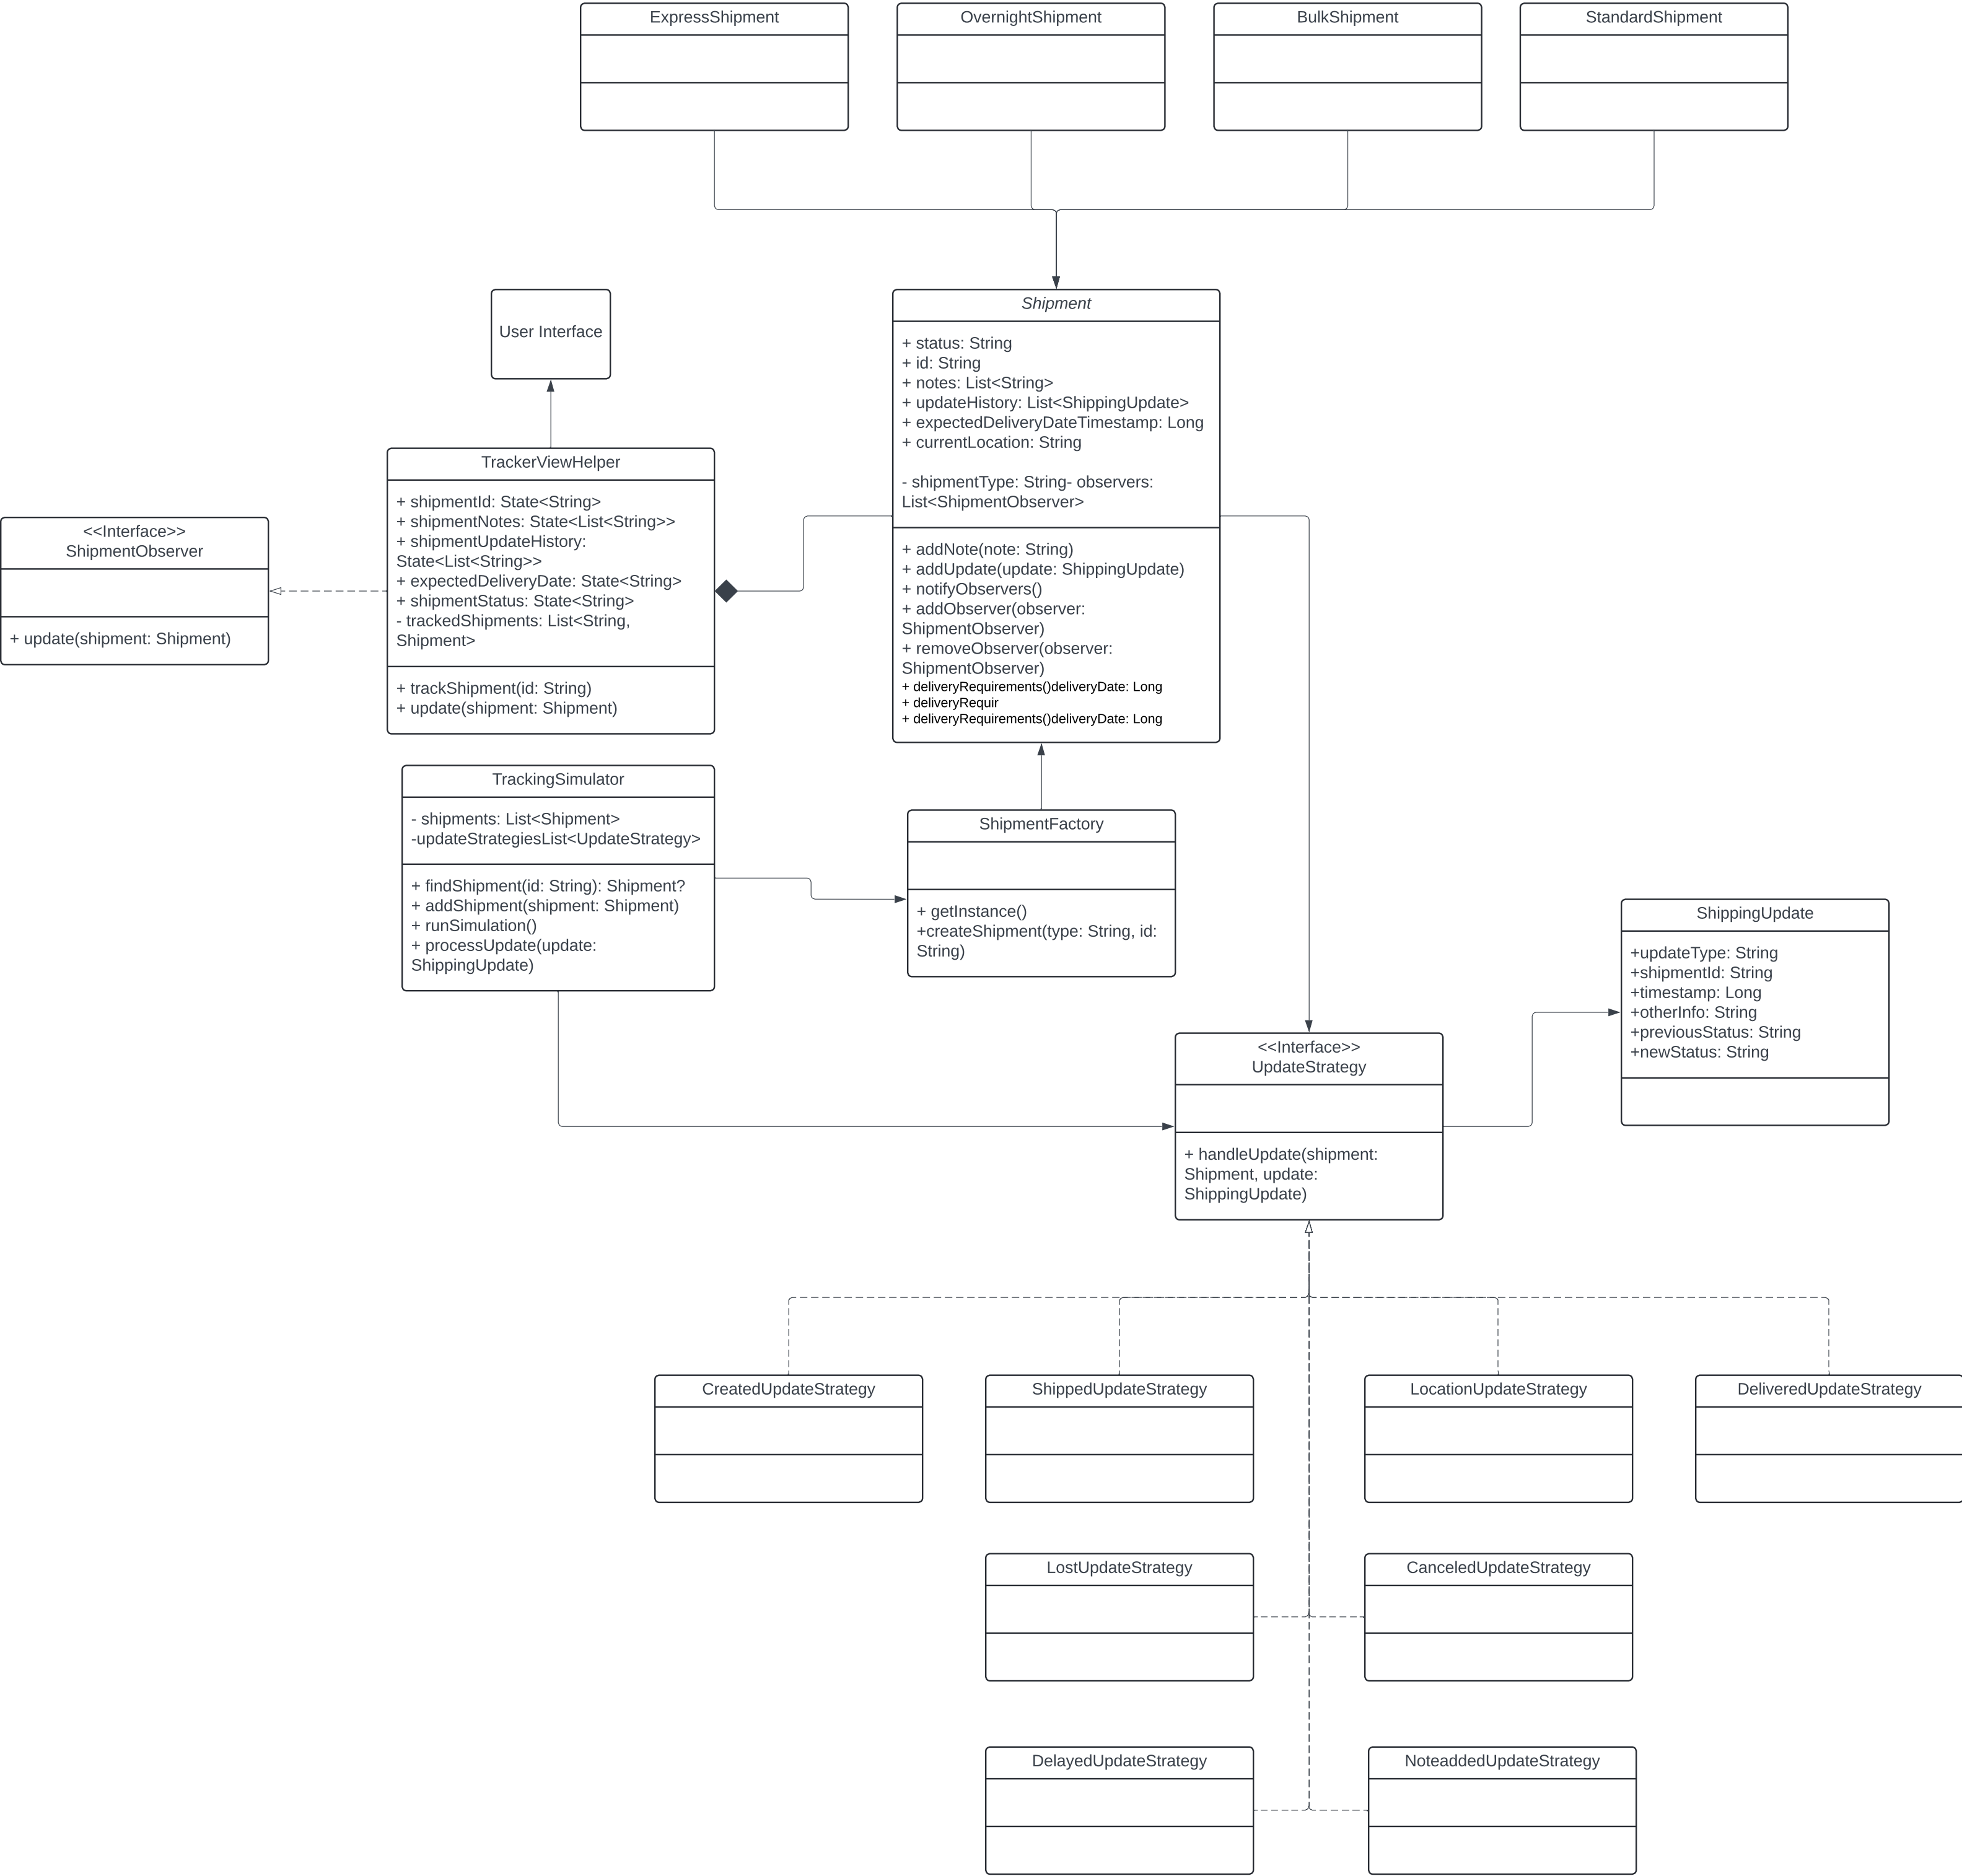 ExpressShipment
OvernightShipment
BulkShipment
StandardShipment
User Interface
Shipment
+ status: String
+ id: String
+ notes: List<String>
+ updateHistory: List<ShippingUpdate>
+ expectedDeliveryDateTimestamp: Long
+ currentLocation: String
- shipmentType: String- observers:
List<ShipmentObserver>
+ addNote(note: String)
+ addUpdate(update: ShippingUpdate)
+ notifyObservers()
+ addObserver(observer:
ShipmentObserver)
+ removeObserver(observer:
ShipmentObserver)
+ deliveryRequirements()deliveryDate: Long
+ deliveryRequir
+ deliveryRequirements()deliveryDate: Long
TrackerViewHelper
+ shipmentId: State<String>
+ shipmentNotes: State<List<String>>
+ shipmentUpdateHistory:
State<List<String>>
+ expectedDeliveryDate: State<String>
+ shipmentStatus: State<String>
- trackedShipments: List<String,
Shipment>
+ trackShipment(id: String)
+ update(shipment: Shipment)
<<Interface>>
ShipmentObserver
+ update(shipment: Shipment)
TrackingSimulator
- shipments: List<Shipment>
-updateStrategiesList<UpdateStrategy>
+ findShipment(id: String): Shipment?
+ addShipment(shipment: Shipment)
+ runSimulation()
+ processUpdate(update:
ShippingUpdate)
ShipmentFactory
+ getInstance()
+createShipment(type: String, id:
String)
ShippingUpdate
+updateType: String
+shipmentId: String
+timestamp: Long
+otherInfo: String
+previousStatus: String
+newStatus: String
<<Interface>>
UpdateStrategy
+ handleUpdate(shipment:
Shipment, update:
ShippingUpdate)
CreatedUpdateStrategy
ShippedUpdateStrategy
LocationUpdateStrategy
DeliveredUpdateStrategy
LostUpdateStrategy
CanceledUpdateStrategy
DelayedUpdateStrategy
NoteaddedUpdateStrategy